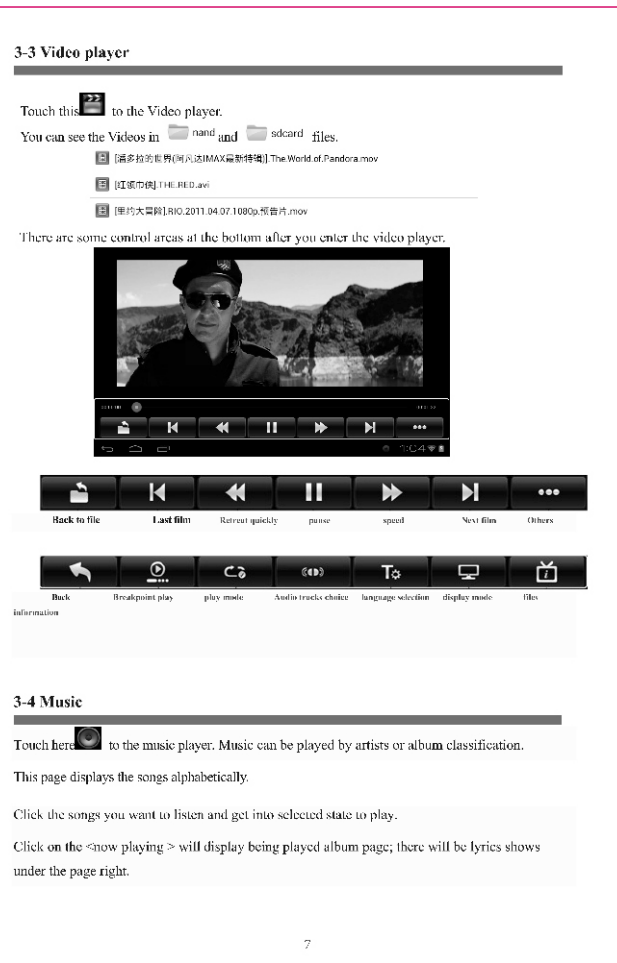 3-3 Video player
Touch this to the Video player.
You can see the Videos in nand and sdcard files.
[潘多拉的世界(阿凡达IMAX最新特辑)].The.World.of.Pandora.mov
[红领巾侠].THE.RED.avi
[里约大冒险].RIO.2011.04.07.1080p.预告片.mov
There are some control areas at the bottom after you enter the video player.
Back to file Last film Retreat quickly pause speed Next film Others
Back Breakpoint play play mode Audio tracks choice language selection display mode files
information
3-4 Music
Touch here to the music player. Music can be played by artists or album classification.
This page displays the songs alphabetically.
Click the songs you want to listen and get into selected state to play.
Click on the <now playing > will display being played album page; there will be lyrics shows
under the page right.
7